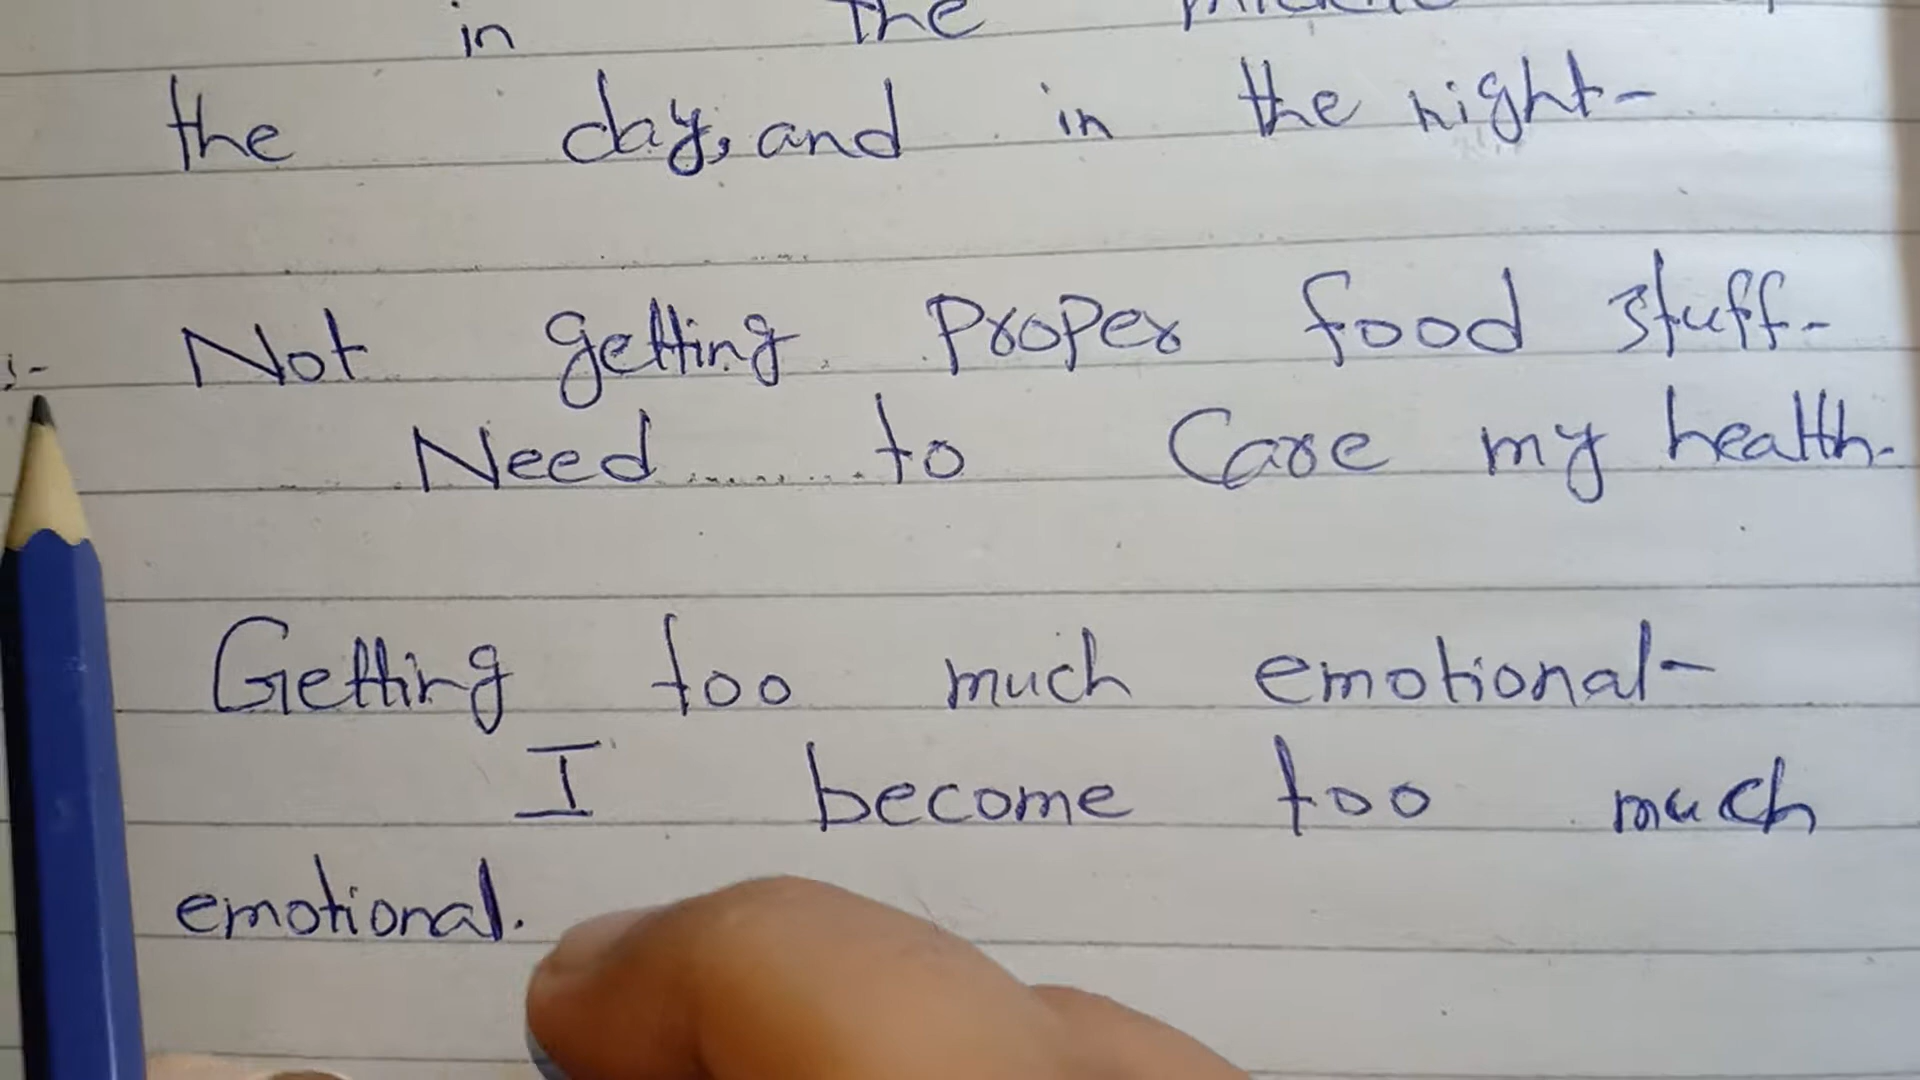 in the middle
the day, and in the night-
:- Not getting Proper food stuff-
Need ........... to Care my health.
Getting too much emotional-
I become too much
emotional.